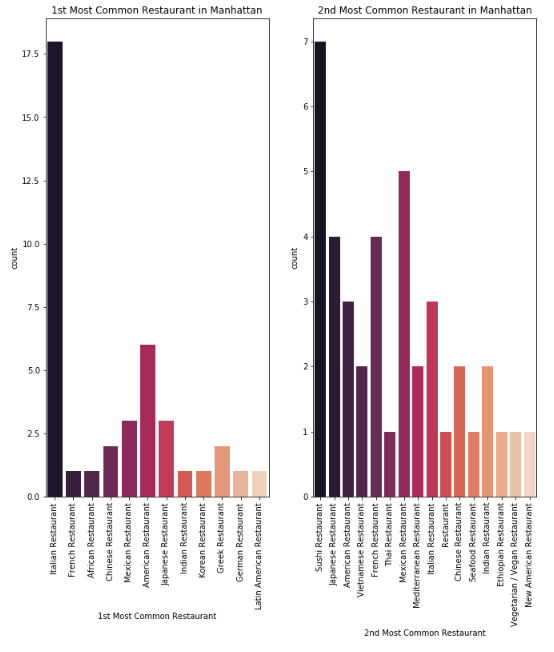 1st Most Common Restaurant in Manhattan
17.5
15.0
12.5
10.0
7.5
5.0
2.5
0.0
count
Italian Restaurant
French Restaurant
African Restaurant
Chinese Restaurant
Mexican Restaurant
American Restaurant
Japanese Restaurant
Indian Restaurant
Korean Restaurant
Greek Restaurant
German Restaurant
Latin American Restaurant
1st Most Common Restaurant
2nd Most Common Restaurant in Manhattan
7
6
5
4
3
2
1
0
count
Sushi Restaurant
Japanese Restaurant
American Restaurant
Vietnamese Restaurant
French Restaurant
Thai Restaurant
Mexican Restaurant
Mediterranean Restaurant
Italian Restaurant
Restaurant
Chinese Restaurant
Seafood Restaurant
Indian Restaurant
Ethiopian Restaurant
Vegetarian / Vegan Restaurant
New American Restaurant
2nd Most Common Restaurant